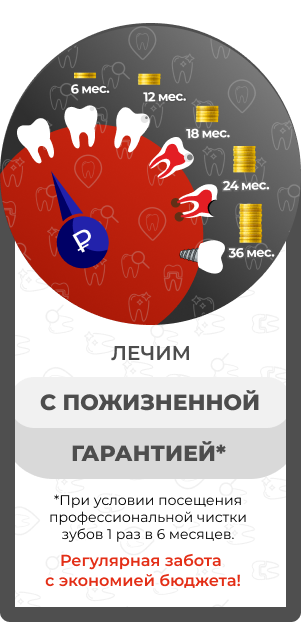 6 мес.
12 мес.
18 мес.
24 мес.
36 мес.
₽
ЛЕЧИМ
С ПОЖИЗНЕННОЙ
ГАРАНТИЕЙ*
*При условии посещения
профессиональной чистки
зубов 1 раз в 6 месяцев.
Регулярная забота
с экономией бюджета!